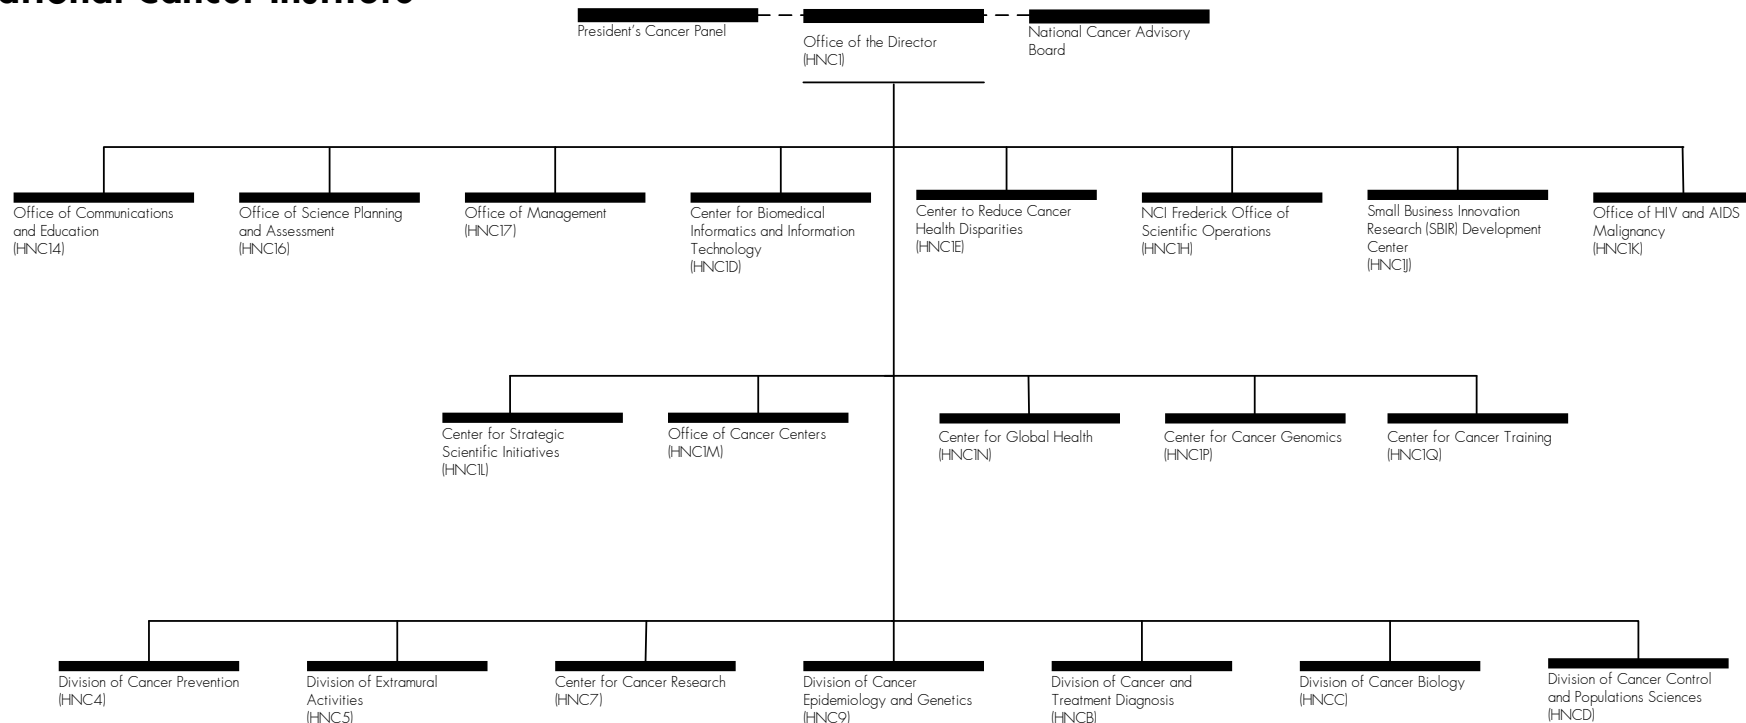 National Cancer Institute
President's Cancer Panel
Office of the Director
(HNC1)
National Cancer Advisory
Board
Office of Communications
and Education
(HNC14)
Office of Science Planning
and Assessment
(HNC16)
Office of Management
(HNC17)
Center for Biomedical
Informatics and Information
Technology
(HNC1D)
Center to Reduce Cancer
Health Disparities
(HNC1E)
NCI Frederick Office of
Scientific Operations
(HNC1H)
Small Business Innovation
Research (SBIR) Development
Center
(HNC1J)
Office of HIV and AIDS
Malignancy
(HNC1K)
Center for Strategic
Scientific Initiatives
(HNC1L)
Office of Cancer Centers
(HNC1M)
Center for Global Health
(HNC1N)
Center for Cancer Genomics
(HNC1P)
Center for Cancer Training
(HNC1Q)
Division of Cancer Prevention
(HNC4)
Division of Extramural
Activities
(HNC5)
Center for Cancer Research
(HNC7)
Division of Cancer
Epidemiology and Genetics
(HNC9)
Division of Cancer and
Treatment Diagnosis
(HNCB)
Division of Cancer Biology
(HNCC)
Division of Cancer Control
and Populations Sciences
(HNCD)